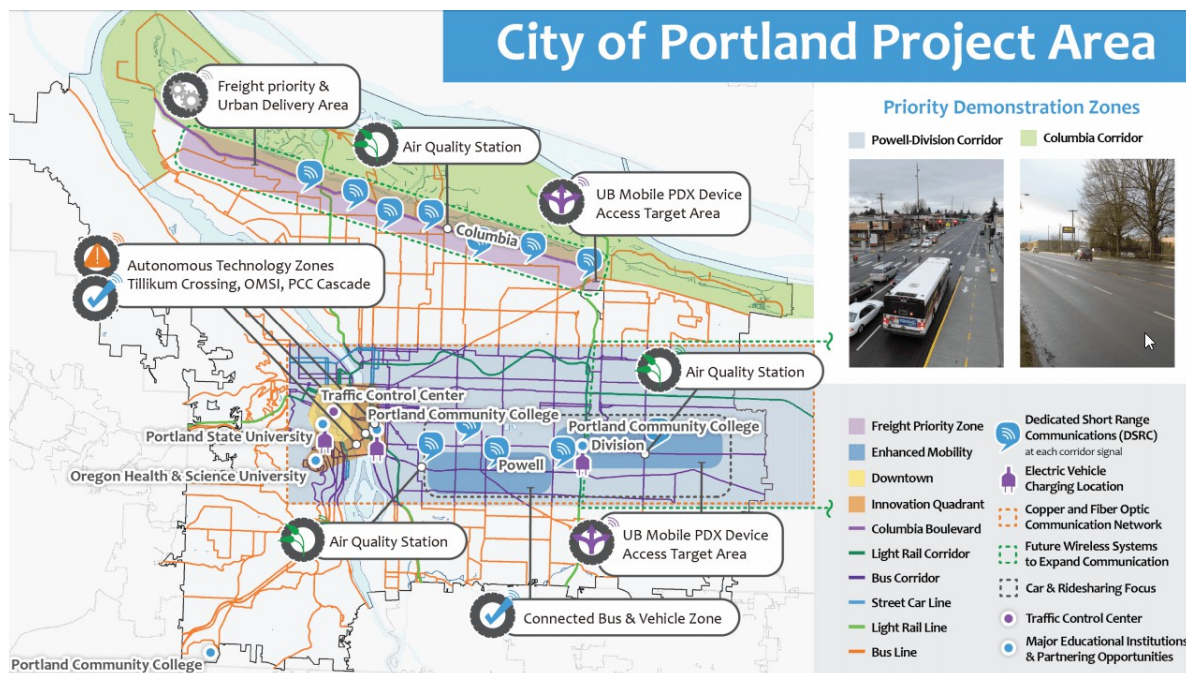 City of Portland Project Area
Freight priority &
Urban Delivery Area
Air Quality Station
UB Mobile PDX Device
Access Target Area
Columbia
Autonomous Technology Zones
Tillikum Crossing, OMSI, PCC Cascade
Air Quality Station
Traffic Control Center
Portland Community College
Portland State University
Portland Community College
Division
Powell
Oregon Health & Science University
Air Quality Station
UB Mobile PDX Device
Access Target Area
Connected Bus & Vehicle Zone
Portland Community College
Priority Demonstration Zones
Powell-Division Corridor
Columbia Corridor
Freight Priority Zone
Enhanced Mobility
Downtown
Innovation Quadrant
Columbia Boulevard
Light Rail Corridor
Bus Corridor
Street Car Line
Light Rail Line
Bus Line
Dedicated Short Range
Communications (DSRC)
at each corridor signal
Electric Vehicle
Charging Location
Copper and Fiber Optic
Communication Network
Future Wireless Systems
to Expand Communication
Car & Ridesharing Focus
Traffic Control Center
Major Educational Institutions
& Partnering Opportunities